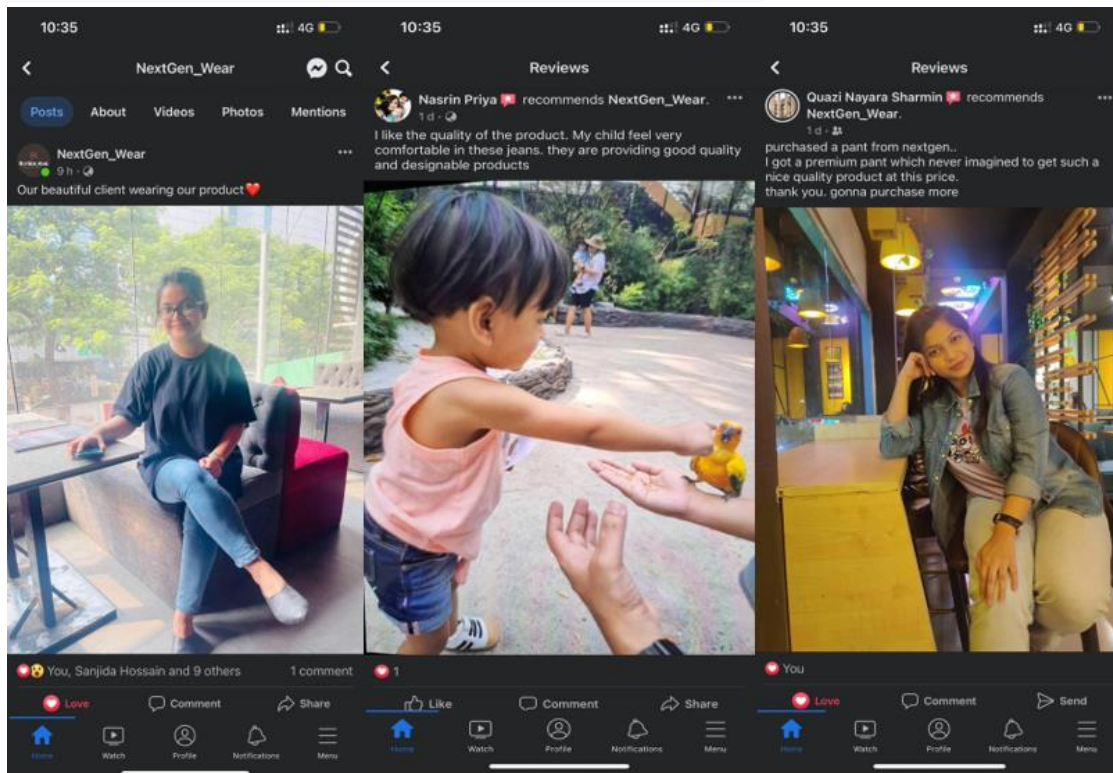 10:35
4G
NextGen_Wear
Posts About Videos Photos Mentions
NextGen_Wear
9 h
Our beautiful client wearing our product❤️
You, Sanjida Hossain and 9 others 1 comment
Love Comment Share
Home Watch Profile Notifications Menu
10:35
4G
Reviews
Nasrin Priya recommends NextGen_Wear.
1 d
I like the quality of the product. My child feel very
comfortable in these jeans. they are providing good quality
and designable products
1
Like Comment Share
Home Watch Profile Notifications Menu
10:35
4G
Reviews
Quazi Nayara Sharmin recommends
NextGen_Wear.
1 d
purchased a pant from nextgen..
I got a premium pant which never imagined to get such a
nice quality product at this price.
thank you. gonna purchase more
You
Love Comment Send
Home Watch Profile Notifications Menu